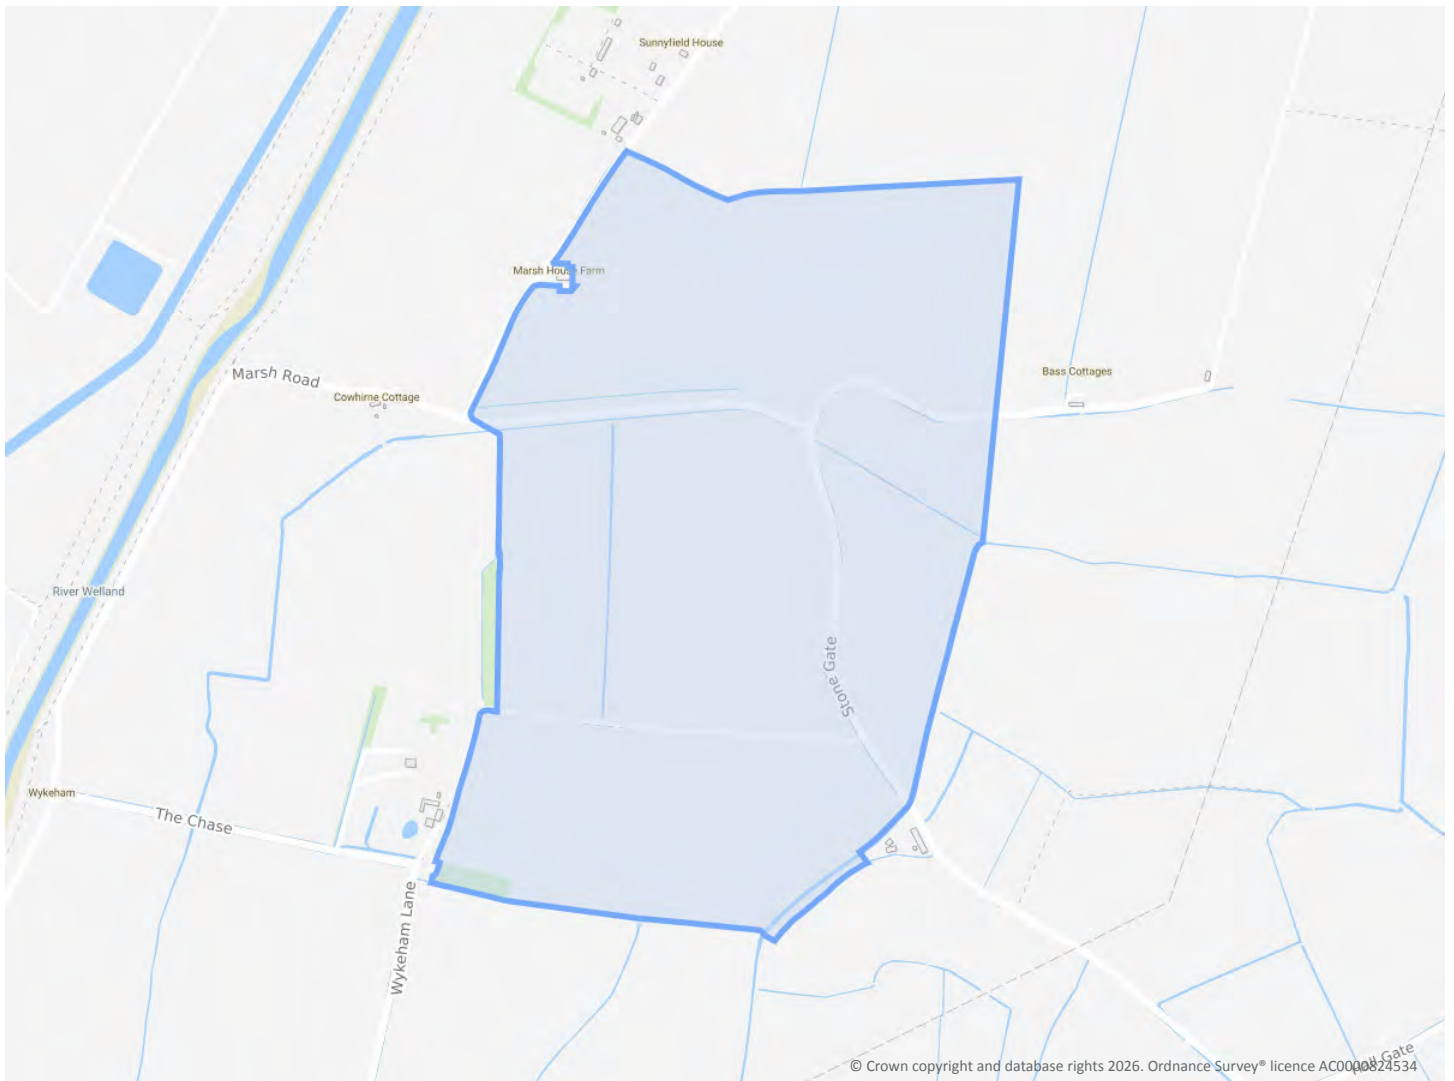 Sunnyfield House
Marsh House Farm
Marsh Road
Cowhirne Cottage
Bass Cottages
River Welland
Stone Gate
Wykeham
The Chase
Wykeham Lane
Gate
© Crown copyright and database rights 2026. Ordnance Survey® licence AC0000824534